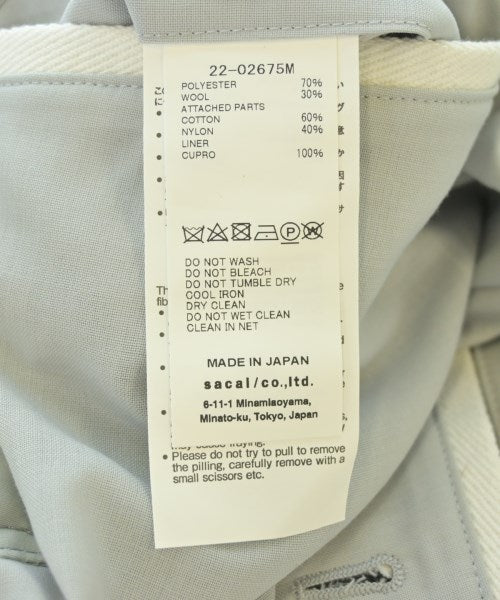 22-02675M
POLYESTER 70%
WOOL 30%
ATTACHED PARTS
COTTON 60%
NYLON 40%
LINER
CUPRO 100%
DO NOT WASH
DO NOT BLEACH
DO NOT TUMBLE DRY
COOL IRON
DRY CLEAN
DO NOT WET CLEAN
CLEAN IN NET
MADE IN JAPAN
sacai/co.,ltd.
6-11-1 Minamiaoyama,
Minato-ku, Tokyo, Japan
may cause fraying.
• Please do not try to pull to remove
the pilling, carefully remove with a
small scissors etc.